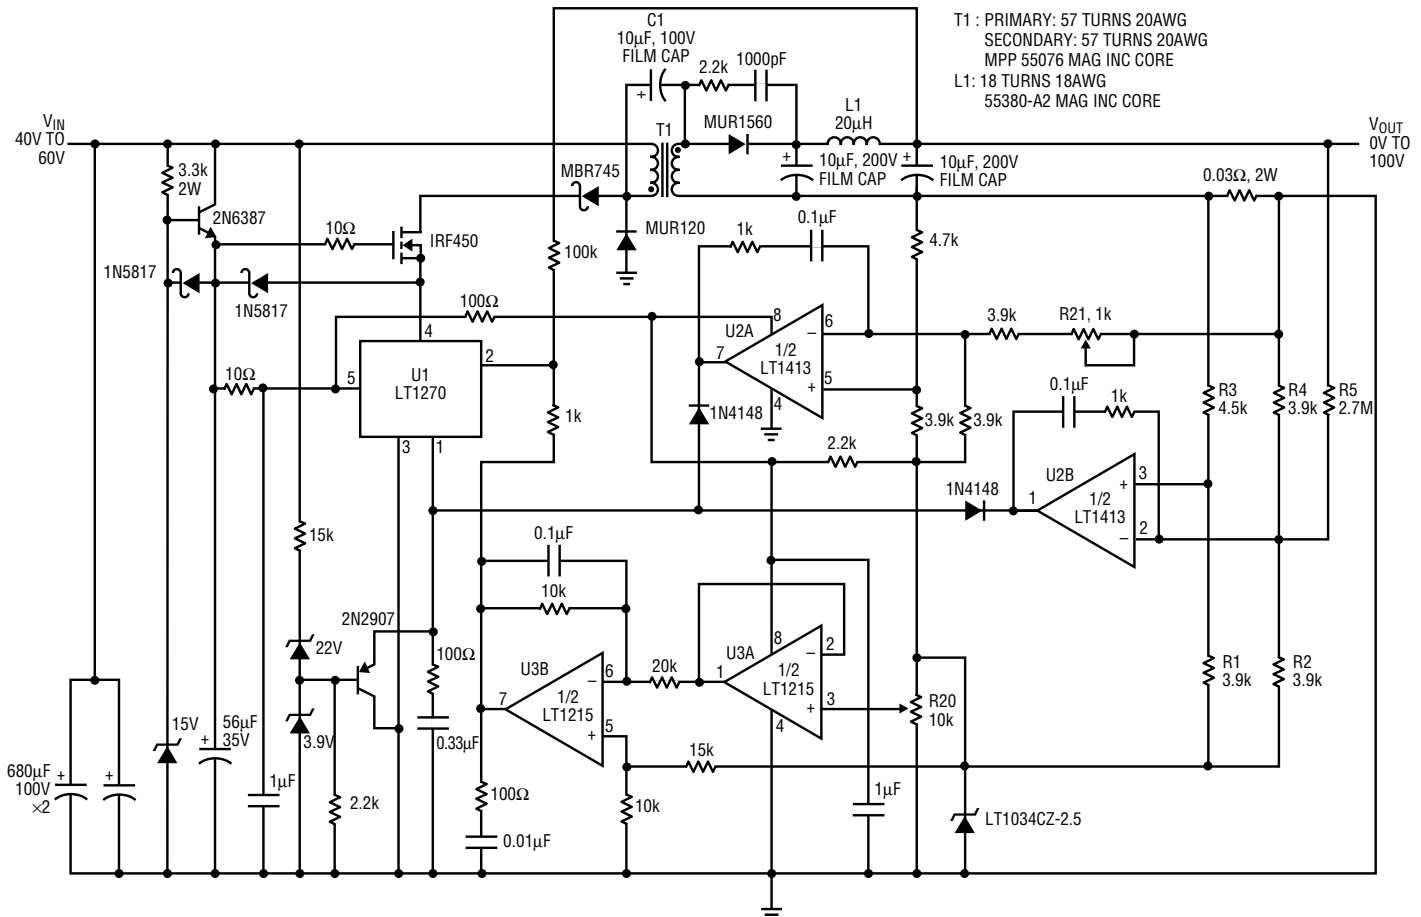 T1 : PRIMARY: 57 TURNS 20AWG
SECONDARY: 57 TURNS 20AWG
MPP 55076 MAG INC CORE
L1: 18 TURNS 18AWG
55380-A2 MAG INC CORE
C1
10µF, 100V
FILM CAP
+
2.2k
1000pF
VIN
40V TO
60V
T1
MUR1560
L1
20µH
VOUT
0V TO
100V
3.3k
2W
MBR745
+
10µF, 200V
FILM CAP
+
10µF, 200V
FILM CAP
0.03Ω, 2W
2N6387
10Ω
IRF450
MUR120
100k
1k
0.1µF
4.7k
1N5817
1N5817
100Ω
4
U2A
8
6
–
7
1/2
LT1413
5
+
4
3.9k
R21, 1k
10Ω
5
U1
LT1270
2
3
1
1k
1N4148
3.9k
3.9k
2.2k
0.1µF
1k
R3
4.5k
R4
3.9k
R5
2.7M
1N4148
1
U2B
+
3
1/2
LT1413
–
2
15k
0.1µF
10k
2N2907
22V
100Ω
U3B
6
–
7
1/2
LT1215
+
5
20k
U3A
8
–
2
1
1/2
LT1215
+
3
4
R20
10k
R1
3.9k
R2
3.9k
15V
56µF
35V
+
3.9V
0.33µF
15k
680µF
100V
×2
+
+
1µF
2.2k
100Ω
0.01µF
10k
1µF
LT1034CZ-2.5